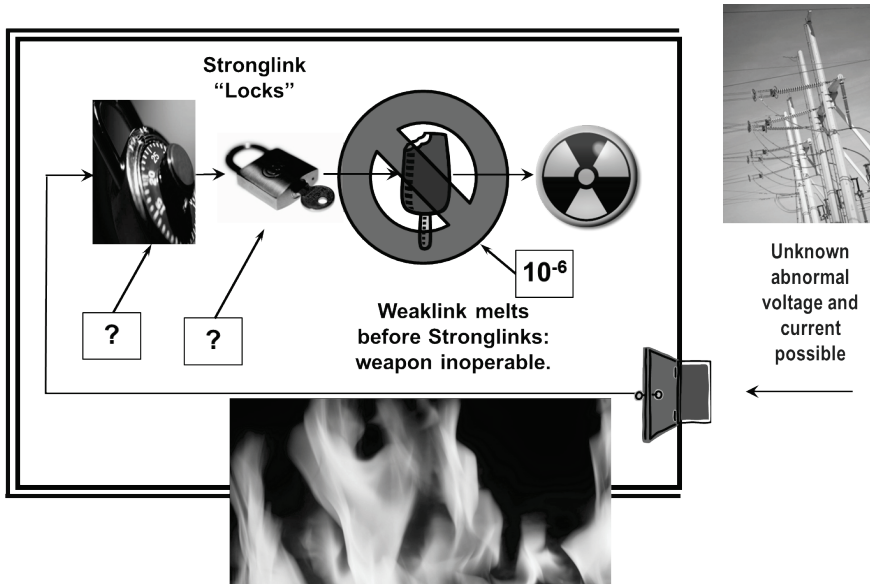 Stronglink
“Locks”
?
?
10⁻⁶
Weaklink melts
before Stronglinks:
weapon inoperable.
Unknown
abnormal
voltage and
current
possible